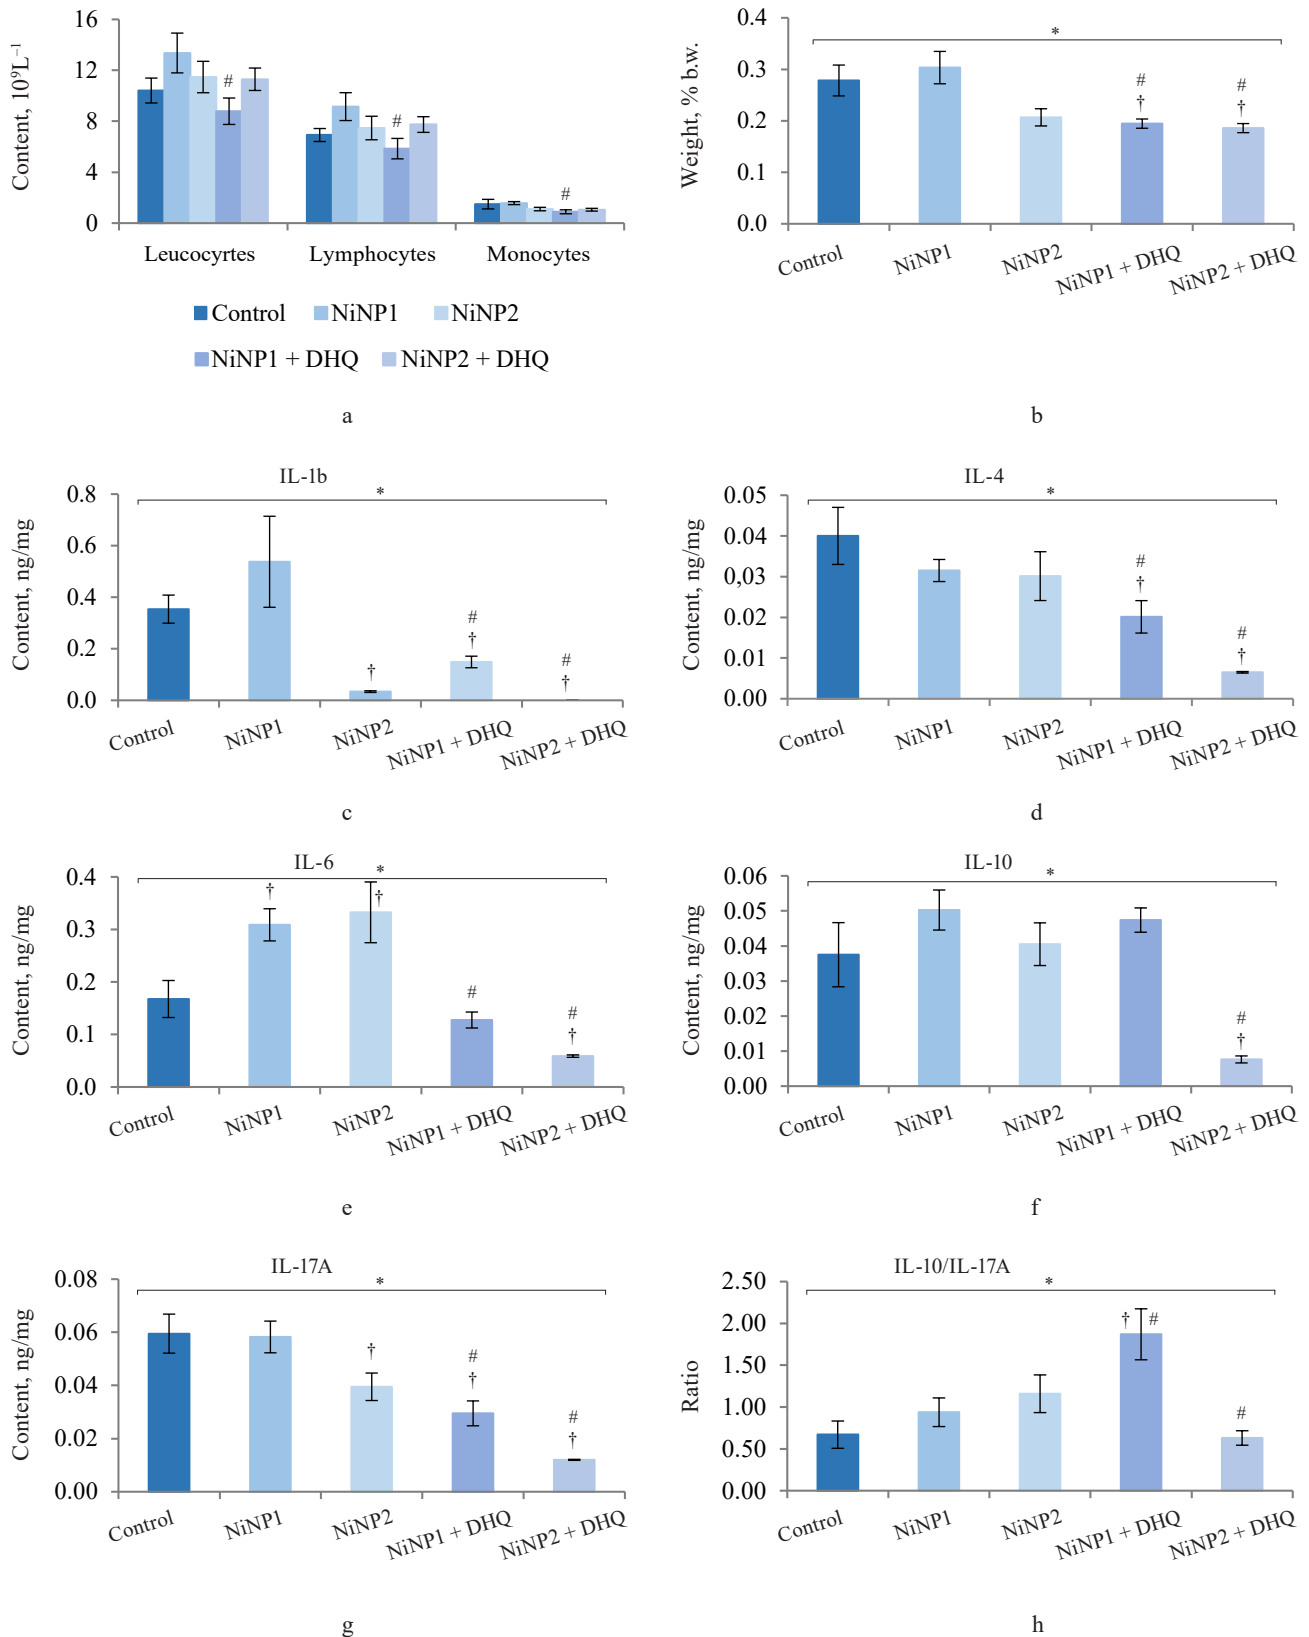 16
12
8
4
0
Content, 10⁹L⁻¹
#
#
#
Leucocyrtes
Lymphocytes
Monocytes
Control
NiNP1
NiNP2
NiNP1 + DHQ
NiNP2 + DHQ
a
0.4
0.3
0.2
0.1
0.0
Weight, % b.w.
*
#
†
#
†
Control
NiNP1
NiNP2
NiNP1 + DHQ
NiNP2 + DHQ
b
IL-1b
*
0.8
0.6
0.4
0.2
0.0
Content, ng/mg
†
#
†
#
†
Control
NiNP1
NiNP2
NiNP1 + DHQ
NiNP2 + DHQ
c
IL-4
*
0.05
0.04
0,03
0.02
0.01
0.00
Content, ng/mg
#
†
#
†
Control
NiNP1
NiNP2
NiNP1 + DHQ
NiNP2 + DHQ
d
IL-6
*
0.4
0.3
0.2
0.1
0.0
Content, ng/mg
†
†
#
#
†
Control
NiNP1
NiNP2
NiNP1 + DHQ
NiNP2 + DHQ
e
IL-10
*
0.06
0.05
0.04
0.03
0.02
0.01
0.00
Content, ng/mg
#
†
Control
NiNP1
NiNP2
NiNP1 + DHQ
NiNP2 + DHQ
f
IL-17A
*
0.08
0.06
0.04
0.02
0.00
Content, ng/mg
†
#
†
#
†
Control
NiNP1
NiNP2
NiNP1 + DHQ
NiNP2 + DHQ
g
IL-10/IL-17A
*
2.50
2.00
1.50
1.00
0.50
0.00
Ratio
† #
#
Control
NiNP1
NiNP2
NiNP1 + DHQ
NiNP2 + DHQ
h